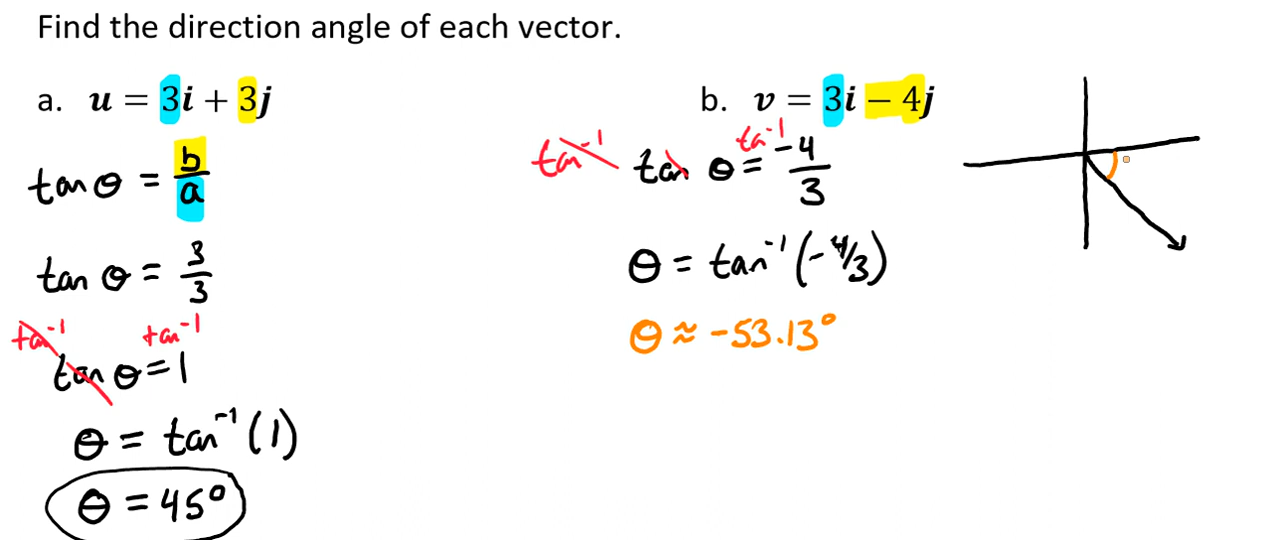 Find the direction angle of each vector.
a. u = 3i + 3j
tan θ = b/a
tan θ = 3/3
tan⁻¹ tan⁻¹
tan θ = 1
θ = tan⁻¹(1)
θ = 45°
b. v = 3i − 4j
tan⁻¹ tan θ = tan⁻¹ -4/3
θ = tan⁻¹(-4/3)
θ ≈ -53.13°